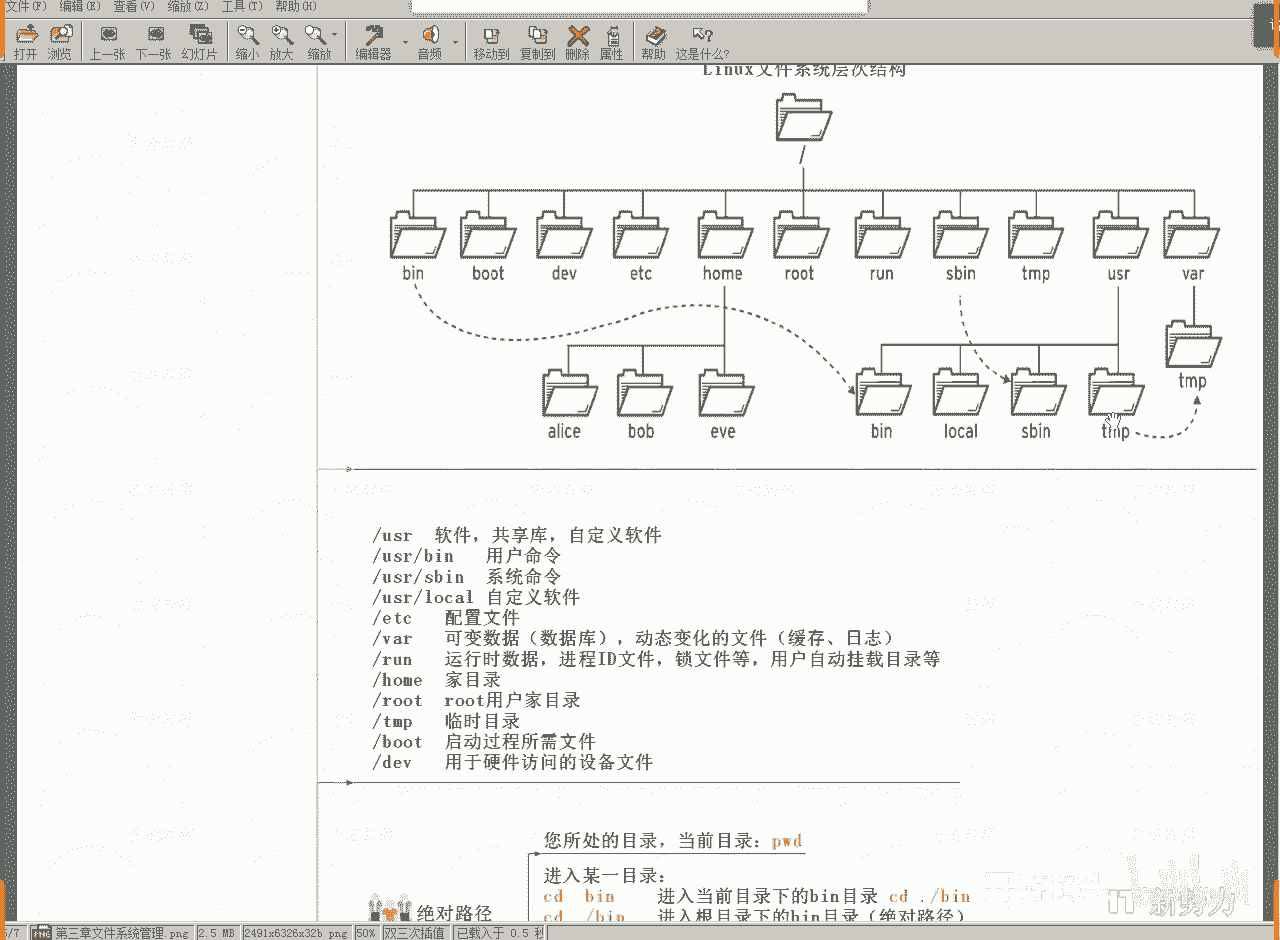 文件(F) 编辑(E) 查看(V) 缩放(Z) 工具(T) 帮助(H)
打开 浏览 上一张 下一张 幻灯片 缩小 放大 缩放 编辑器 音频 移动到 复制到 删除 属性 帮助 这是什么?
Linux文件系统层次结构
/
bin boot dev etc home root run sbin tmp usr var
tmp
alice bob eve bin local sbin tmp
/usr 软件，共享库，自定义软件
/usr/bin 用户命令
/usr/sbin 系统命令
/usr/local 自定义软件
/etc 配置文件
/var 可变数据（数据库），动态变化的文件（缓存、日志）
/run 运行时数据，进程ID文件，锁文件等，用户自动挂载目录等
/home 家目录
/root root用户家目录
/tmp 临时目录
/boot 启动过程所需文件
/dev 用于硬件访问的设备文件
您所处的目录，当前目录：pwd
进入某一目录：
cd bin 进入当前目录下的bin目录 cd ./bin
cd /bin 进入根目录下的bin目录（绝对路径）
绝对路径
IT 新势力
5/7 第三章文件系统管理.png 2.5 MB 2491x6326x32b png 50% 双三次插值 已载入于 0.5 秒